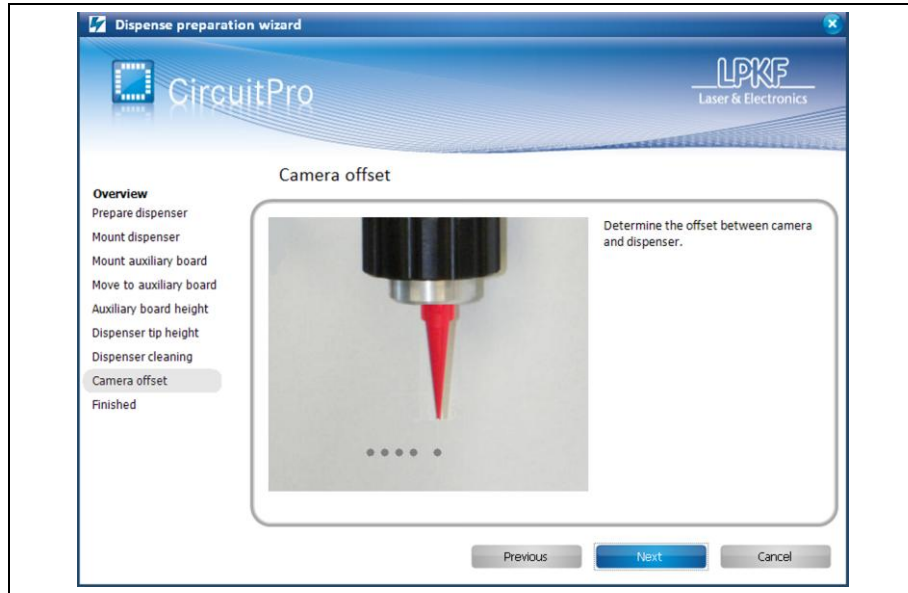 Dispense preparation wizard
CircuitPro
LPKF
Laser & Electronics
Camera offset
Overview
Prepare dispenser
Mount dispenser
Mount auxiliary board
Move to auxiliary board
Auxiliary board height
Dispenser tip height
Dispenser cleaning
Camera offset
Finished
Determine the offset between camera
and dispenser.
Previous
Next
Cancel